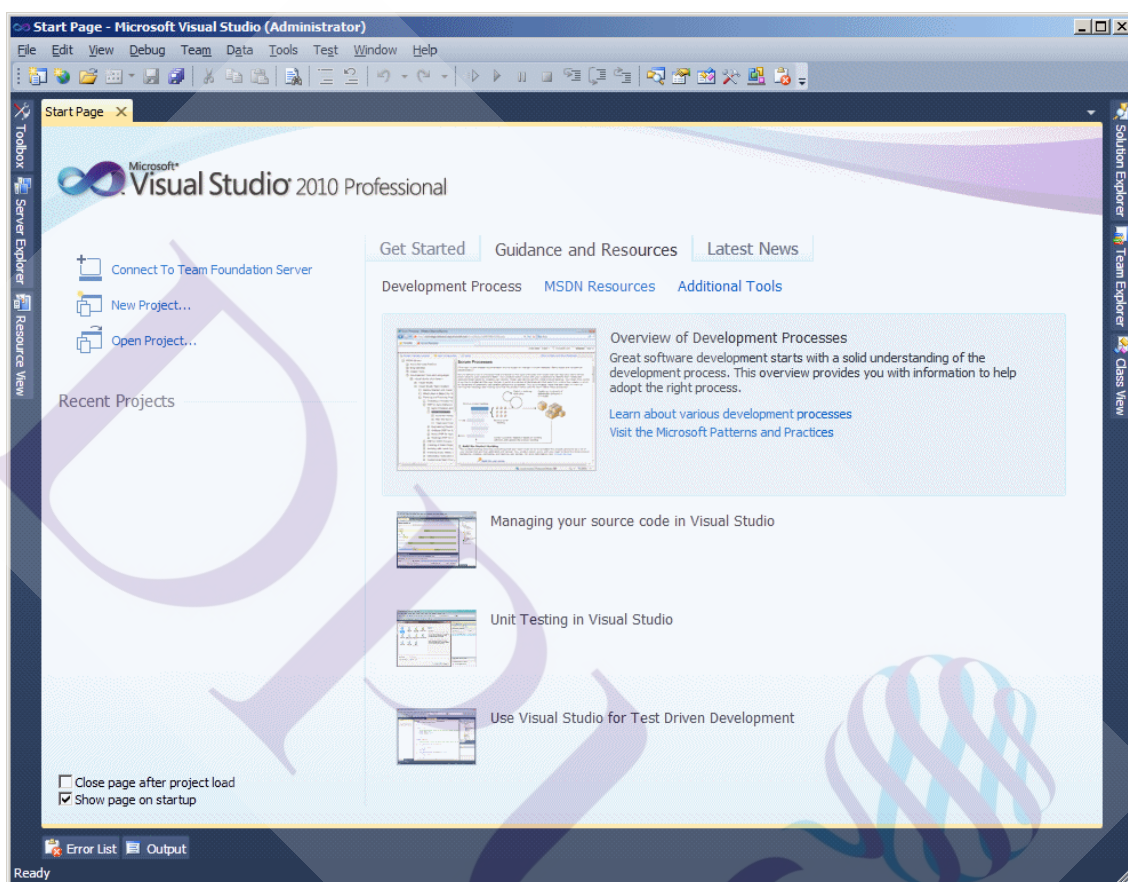 Start Page - Microsoft Visual Studio (Administrator)
File Edit View Debug Team Data Tools Test Window Help
Start Page
Toolbox
Server Explorer
Resource View
Solution Explorer
Team Explorer
Class View
Microsoft
Visual Studio 2010 Professional
Connect To Team Foundation Server
New Project...
Open Project...
Recent Projects
Get Started Guidance and Resources Latest News
Development Process MSDN Resources Additional Tools
Overview of Development Processes
Great software development starts with a solid understanding of the
development process. This overview provides you with information to help
adopt the right process.
Learn about various development processes
Visit the Microsoft Patterns and Practices
Managing your source code in Visual Studio
Unit Testing in Visual Studio
Use Visual Studio for Test Driven Development
Close page after project load
Show page on startup
Error List Output
Ready